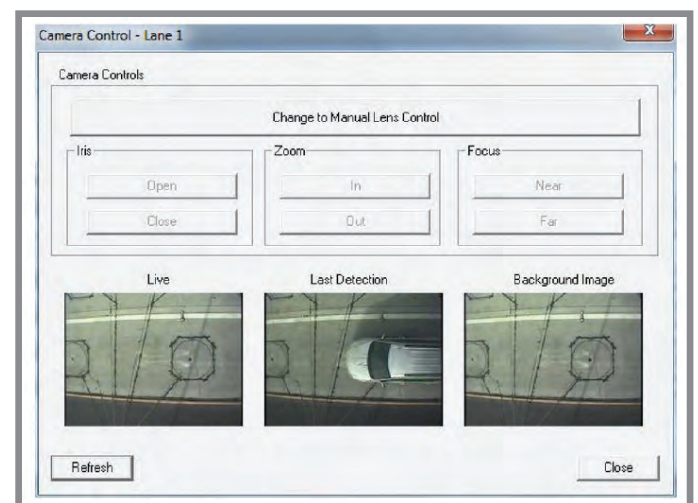 Camera Control - Lane 1
Camera Controls
Change to Manual Lens Control
Iris
Zoom
Focus
Open
In
Near
Close
Out
Far
Live
Last Detection
Background Image
Refresh
Close